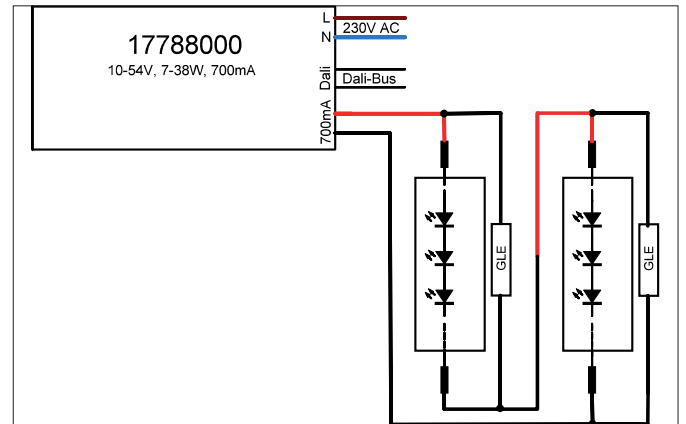 17788000
10-54V, 7-38W, 700mA
L
230V AC
N
Dali
Dali-Bus
700mA
GLE
GLE